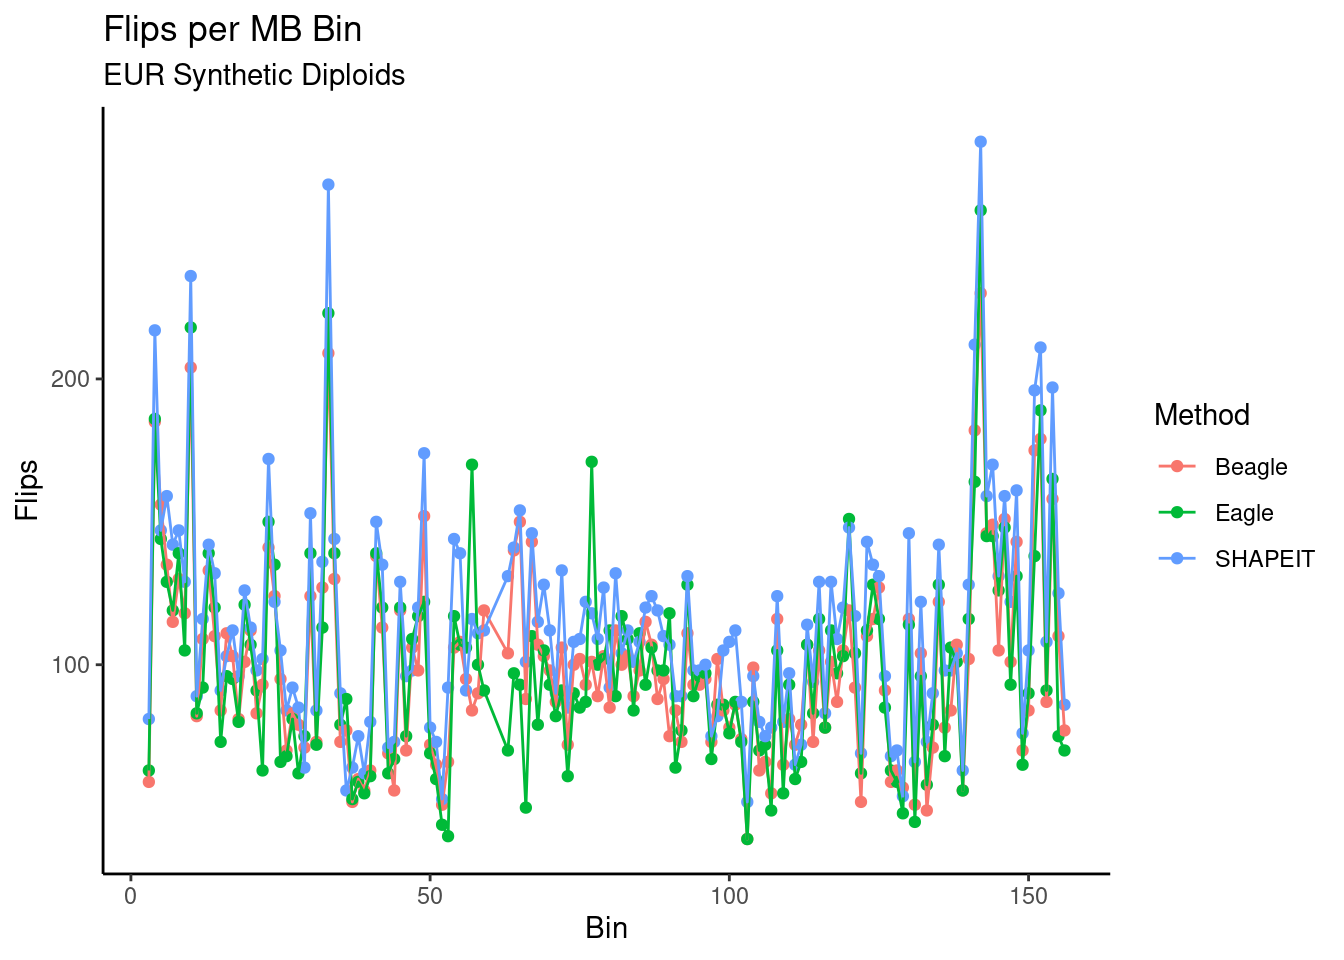 Flips per MB Bin
EUR Synthetic Diploids
Flips
200
100
0
50
100
150
Bin
Method
Beagle
Eagle
SHAPEIT